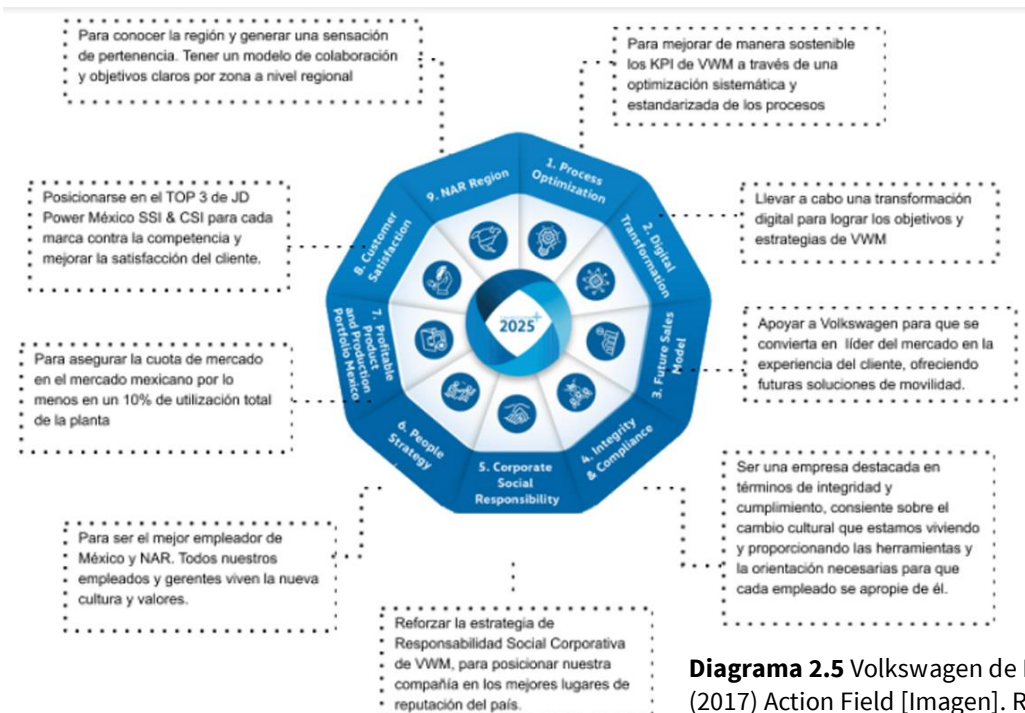 Para conocer la región y generar una sensación
de pertenencia. Tener un modelo de colaboración
y objetivos claros por zona a nivel regional
Para mejorar de manera sostenible
los KPI de VWM a través de una
optimización sistemática y
estandarizada de los procesos
Posicionarse en el TOP 3 de JD
Power México SSI & CSI para cada
marca contra la competencia y
mejorar la satisfacción del cliente.
Llevar a cabo una transformación
digital para lograr los objetivos y
estrategias de VWM
Para asegurar la cuota de mercado
en el mercado mexicano por lo
menos en un 10% de utilización total
de la planta
Apoyar a Volkswagen para que se
convierta en líder del mercado en la
experiencia del cliente, ofreciendo
futuras soluciones de movilidad.
Para ser el mejor empleador de
México y NAR. Todos nuestros
empleados y gerentes viven la nueva
cultura y valores.
Ser una empresa destacada en
términos de integridad y
cumplimiento, consiente sobre el
cambio cultural que estamos viviendo
y proporcionando las herramientas y
la orientación necesarias para que
cada empleado se apropie de él.
Reforzar la estrategia de
Responsabilidad Social Corporativa
de VWM, para posicionar nuestra
compañía en los mejores lugares de
reputación del país.
1. Process
Optimization
2. Digital
Transformation
3. Future Sales
Model
4. Integrity
& Compliance
5. Corporate
Social
Responsibility
6. People
Strategy
7. Profitable
Product
and Production
Portfolio Mexico
8. Customer
Satisfaction
9. NAR Region
2025+
Diagrama 2.5 Volkswagen de
(2017) Action Field [Imagen]. R